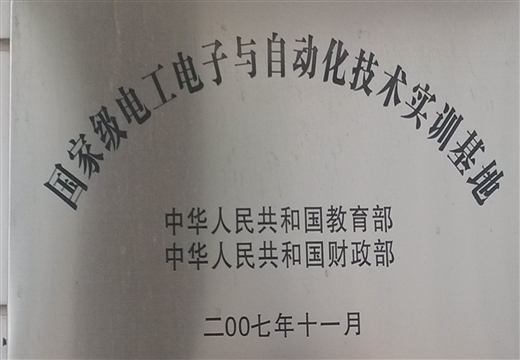 国家级电工电子与自动化技术实训基地
中华人民共和国教育部
中华人民共和国财政部
二00七年十一月